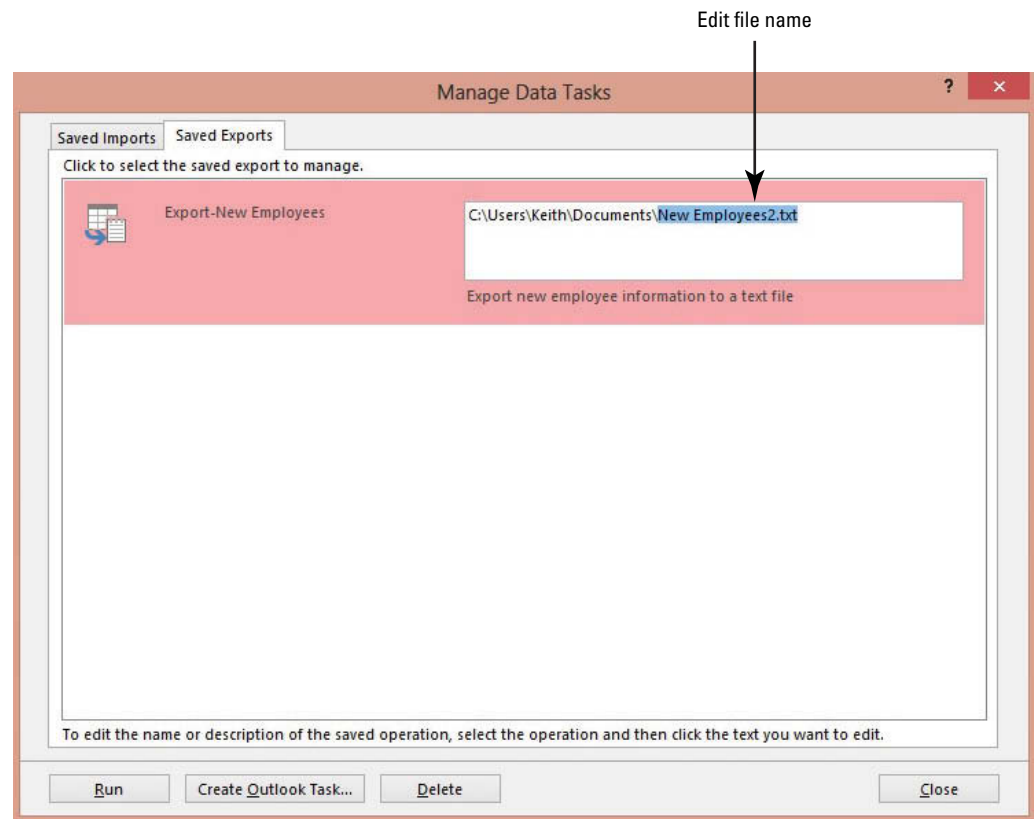 Edit file name
Manage Data Tasks
?
×
Saved Imports
Saved Exports
Click to select the saved export to manage.
Export-New Employees
C:\Users\Keith\Documents\New Employees2.txt
Export new employee information to a text file
To edit the name or description of the saved operation, select the operation and then click the text you want to edit.
Run
Create Outlook Task...
Delete
Close